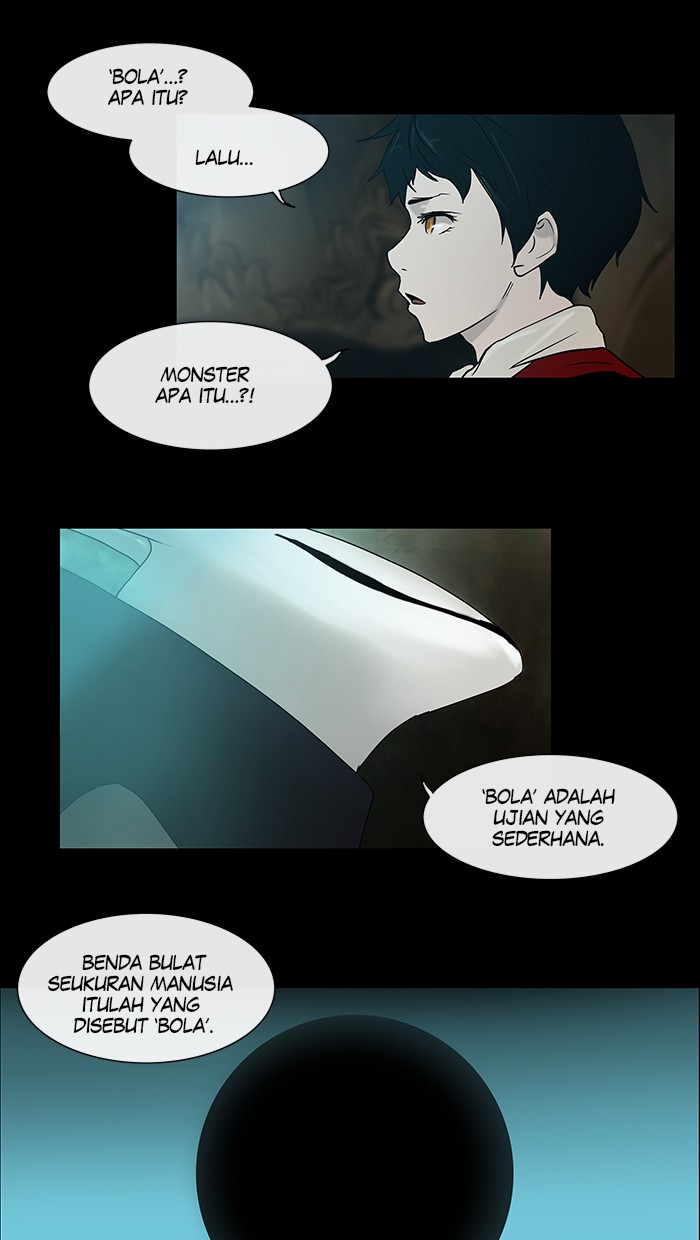 'BOLA'...?
APA ITU?
LALU...
MONSTER
APA ITU...?!
'BOLA' ADALAH
UJIAN YANG
SEDERHANA.
BENDA BULAT
SEUKURAN MANUSIA
ITULAH YANG
DISEBUT 'BOLA'.